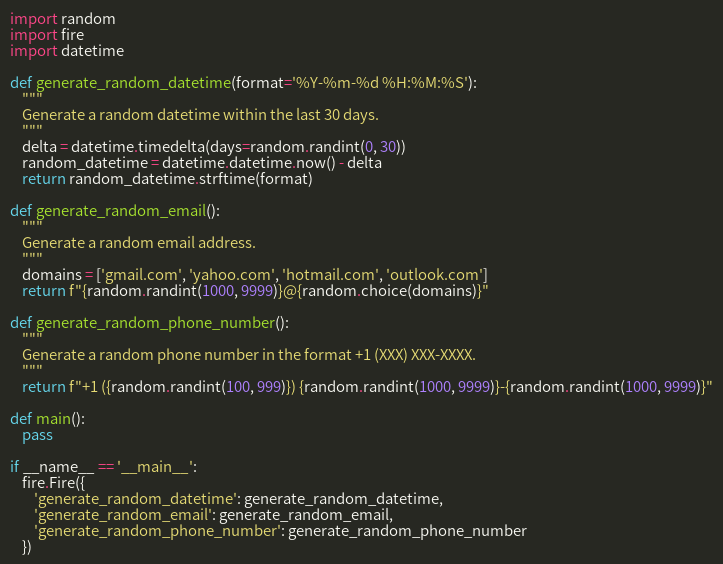 import random
import fire
import datetime

def generate_random_datetime(format='%Y-%m-%d %H:%M:%S'):
    """
    Generate a random datetime within the last 30 days.
    """
    delta = datetime.timedelta(days=random.randint(0, 30))
    random_datetime = datetime.datetime.now() - delta
    return random_datetime.strftime(format)

def generate_random_email():
    """
    Generate a random email address.
    """
    domains = ['gmail.com', 'yahoo.com', 'hotmail.com', 'outlook.com']
    return f"{random.randint(1000, 9999)}@{random.choice(domains)}"

def generate_random_phone_number():
    """
    Generate a random phone number in the format +1 (XXX) XXX-XXXX.
    """
    return f"+1 ({random.randint(100, 999)}) {random.randint(1000, 9999)}-{random.randint(1000, 9999)}"

def main():
    pass

if __name__ == '__main__':
    fire.Fire({
        'generate_random_datetime': generate_random_datetime,
        'generate_random_email': generate_random_email,
        'generate_random_phone_number': generate_random_phone_number
    })